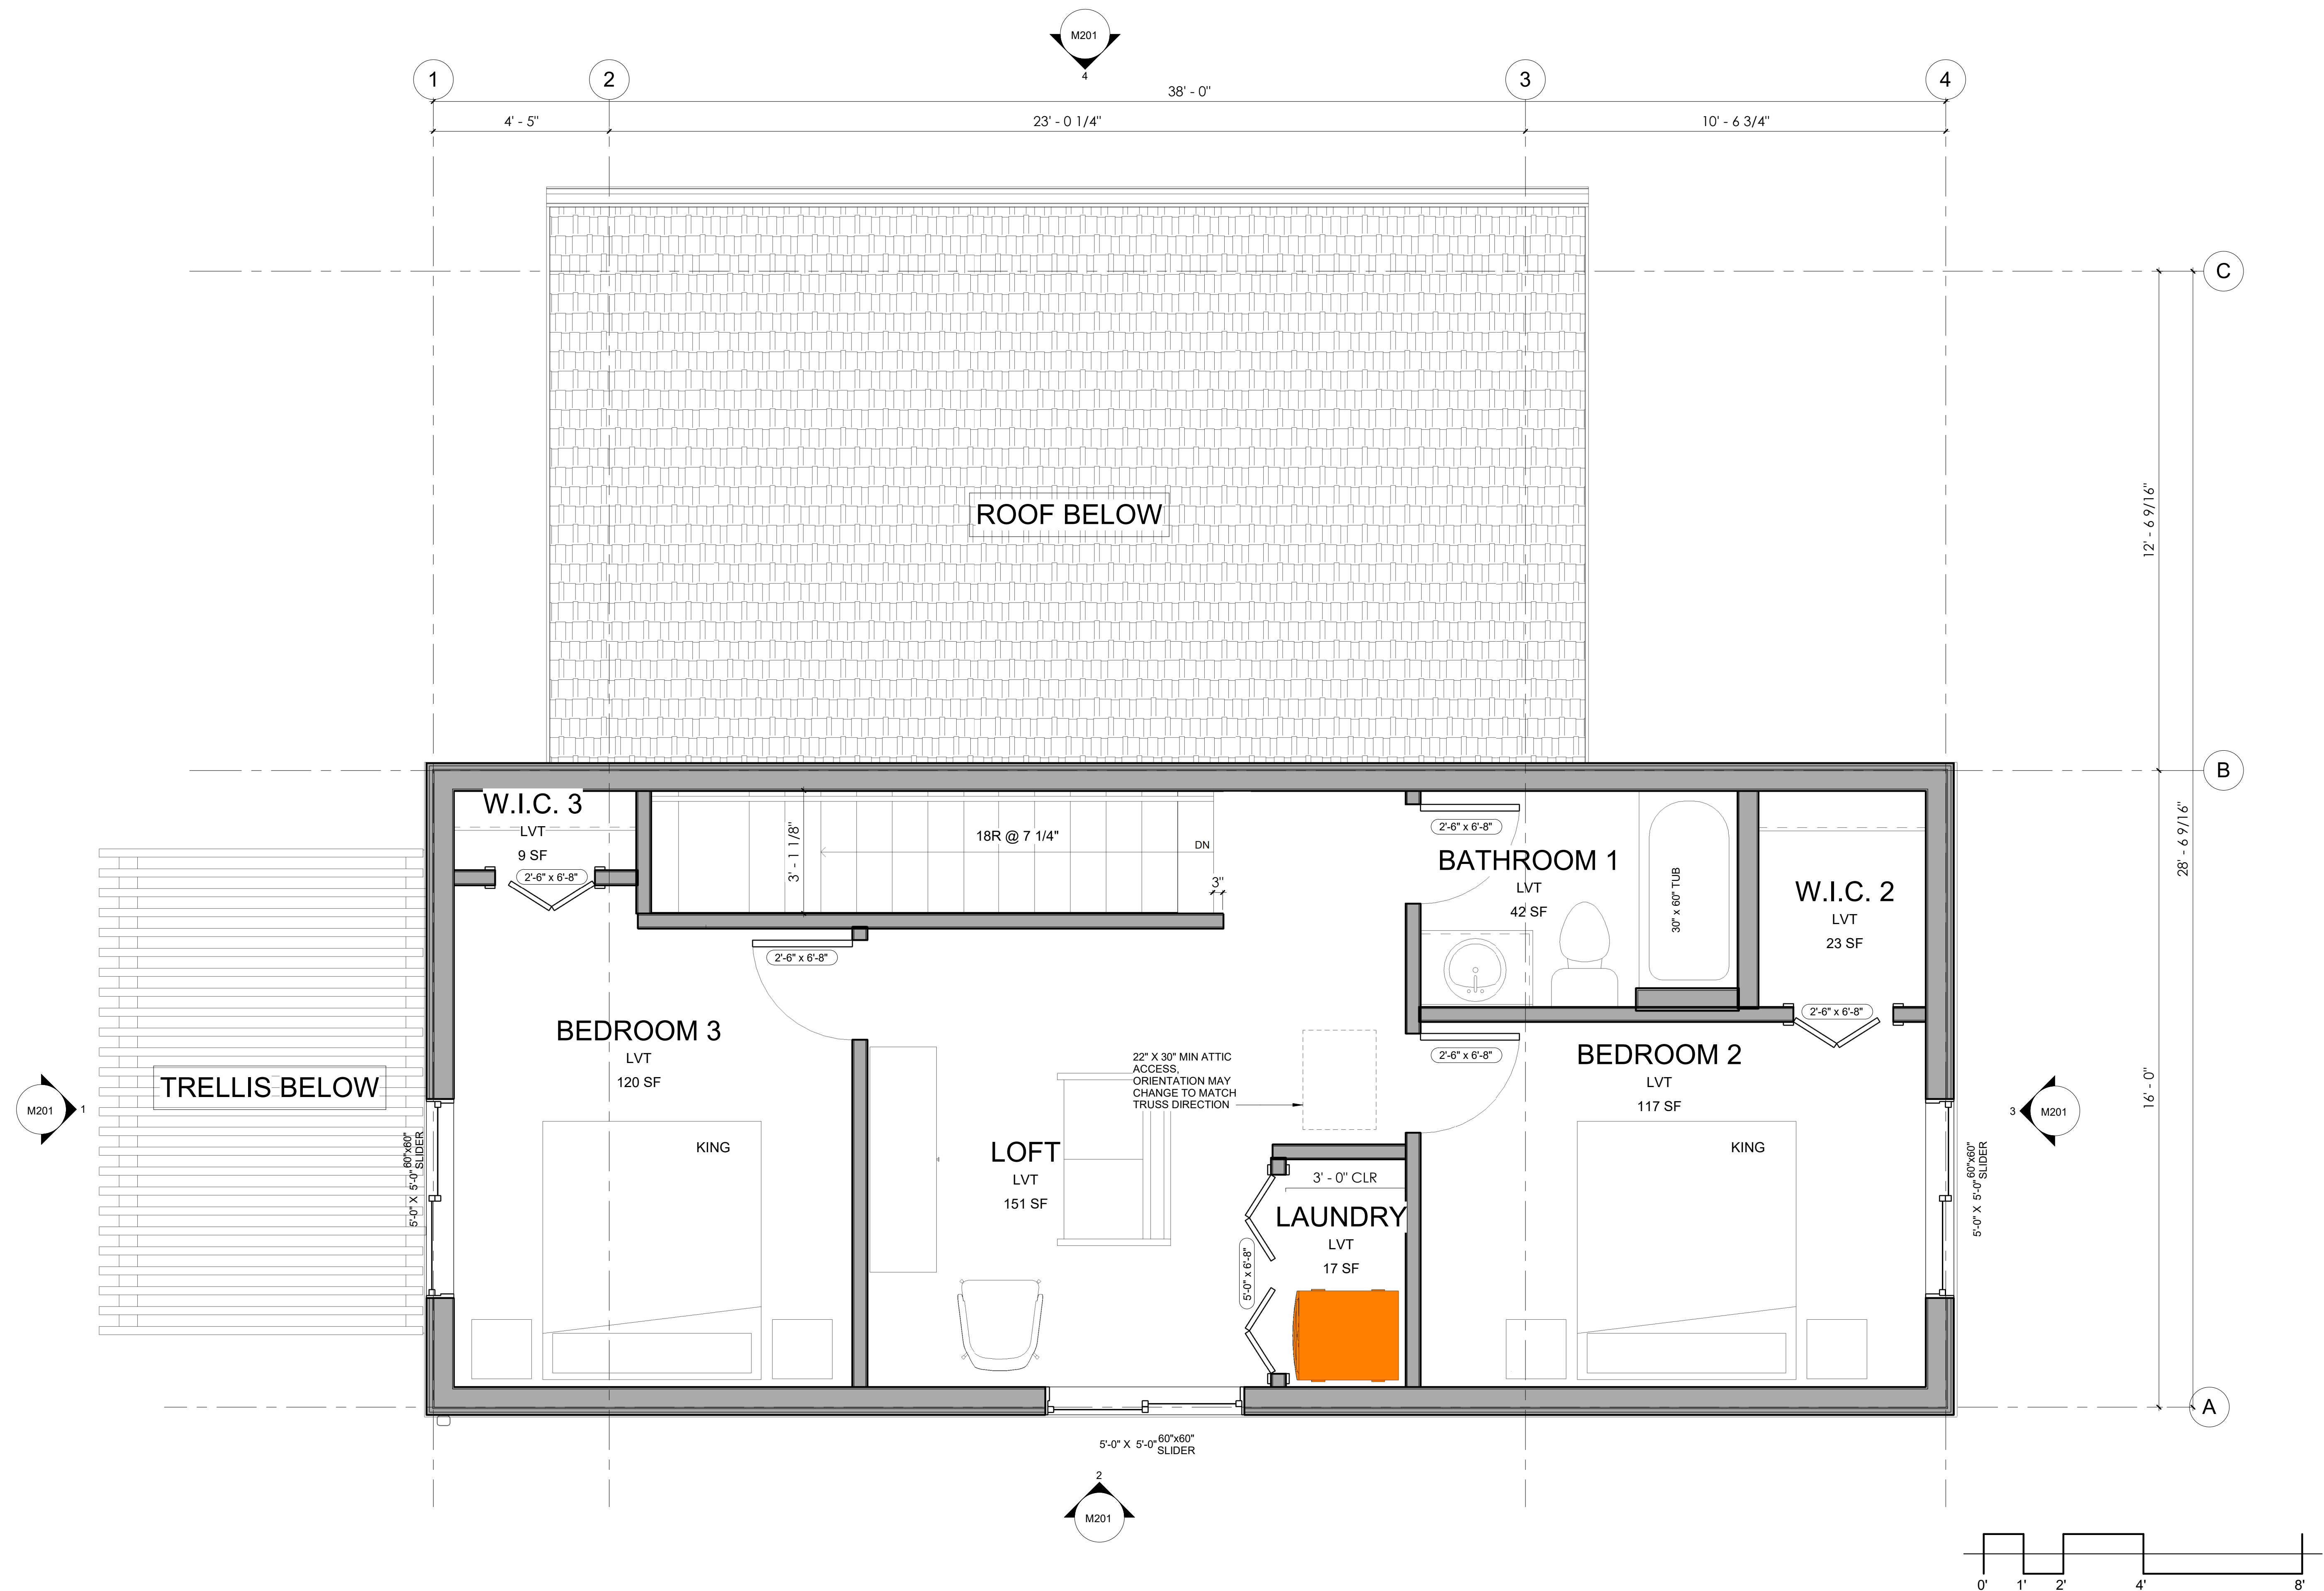 M201
4
1
2
3
4
38' - 0"
4' - 5"
23' - 0 1/4"
10' - 6 3/4"
C
12' - 6 9/16"
ROOF BELOW
B
28' - 6 9/16"
16' - 0"
A
W.I.C. 3
LVT
9 SF
2'-6" x 6'-8"
3' - 1 1/8"
18R @ 7 1/4"
DN
3"
2'-6" x 6'-8"
BATHROOM 1
LVT
42 SF
30" x 60" TUB
W.I.C. 2
LVT
23 SF
2'-6" x 6'-8"
2'-6" x 6'-8"
BEDROOM 3
LVT
120 SF
KING
TRELLIS BELOW
M201
1
5'-0" X 5'-0"
60"x60"
SLIDER
22" X 30" MIN ATTIC
ACCESS,
ORIENTATION MAY
CHANGE TO MATCH
TRUSS DIRECTION
LOFT
LVT
151 SF
2'-6" x 6'-8"
BEDROOM 2
LVT
117 SF
KING
3' - 0" CLR
LAUNDRY
LVT
17 SF
5'-0" x 6'-8"
5'-0" X 5'-0"
60"x60"
SLIDER
3
M201
5'-0" X 5'-0"
60"x60"
SLIDER
2
M201
0'
1'
2'
4'
8'